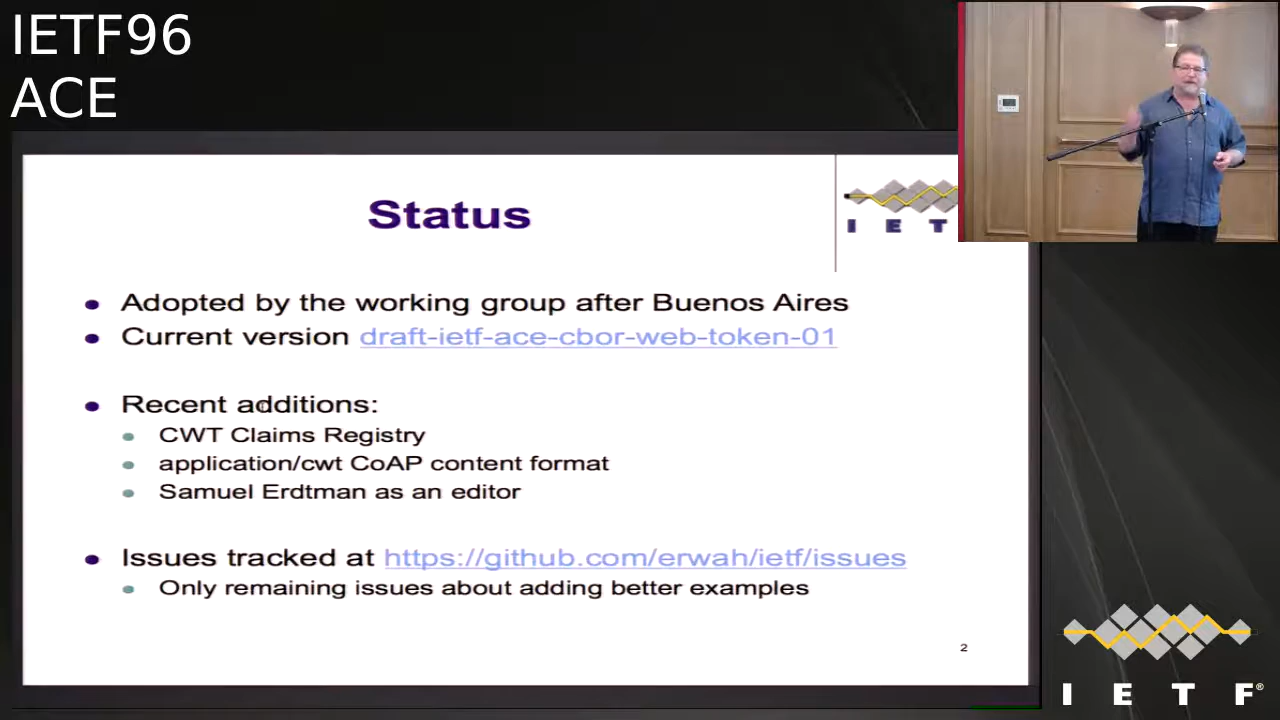 IETF96
ACE
Status
I E T
Adopted by the working group after Buenos Aires
Current version draft-ietf-ace-cbor-web-token-01
Recent additions:
CWT Claims Registry
application/cwt CoAP content format
Samuel Erdtman as an editor
Issues tracked at https://github.com/erwah/ietf/issues
Only remaining issues about adding better examples
2
I E T F®